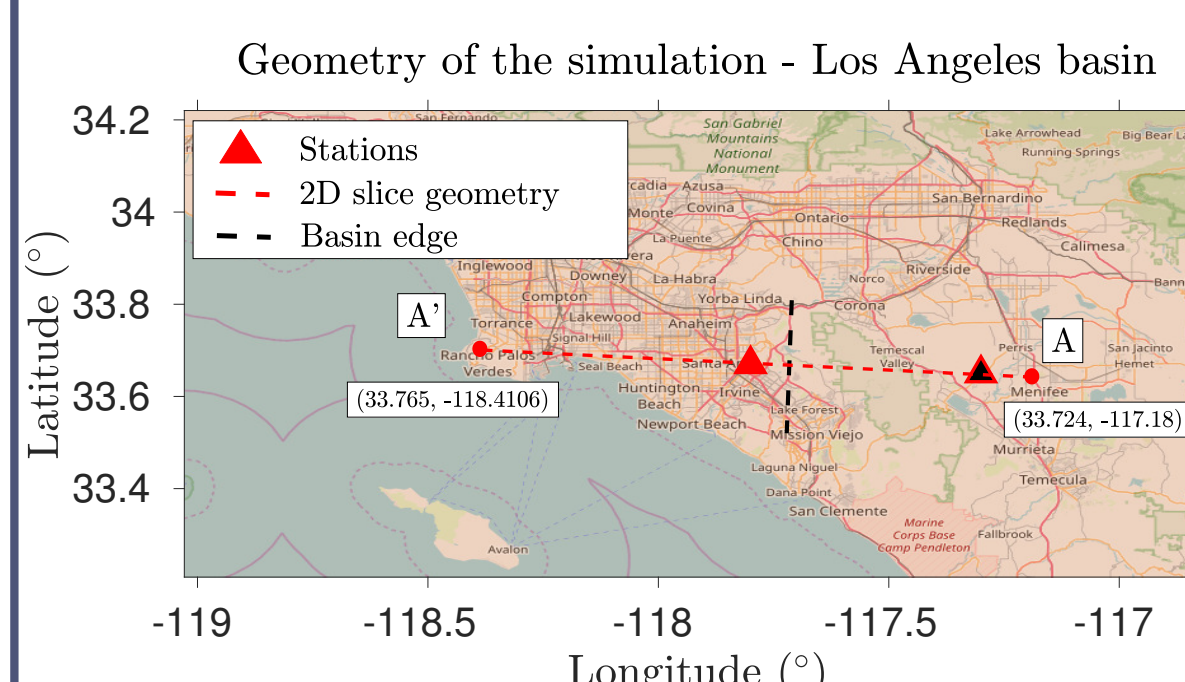 Geometry of the simulation - Los Angeles basin
34.2
34
33.8
33.6
33.4
Latitude (°)
Stations
2D slice geometry
Basin edge
San Fernando
San Gabriel
Mountains
National
Monument
Lake Arrowhead
Big Bear
Running Springs
Azusa
Covina
Monte
San Bernardino
Ontario
Redlands
La Puente
Chino
Calimesa
Inglewood
Downey
La Habra
Riverside
Norco
Compton
Yorba Linda
Corona
A'
Torrance
Lakewood
Anaheim
Signal Hill
A
Rancho Palos
Verdes
Seal Beach
Santa
Temescal
Valley
Perris
San Jacinto
Hemet
(33.765, -118.4106)
Huntington
Beach
Irvine
Menifee
Lake Forest
(33.724, -117.18)
Newport Beach
Mission Viejo
Murrieta
Laguna Niguel
Temecula
Dana Point
San Clemente
Marine
Corps Base
Camp Pendleton
Fallbrook
Avalon
-119
-118.5
-118
-117.5
-117
Longitude (°)